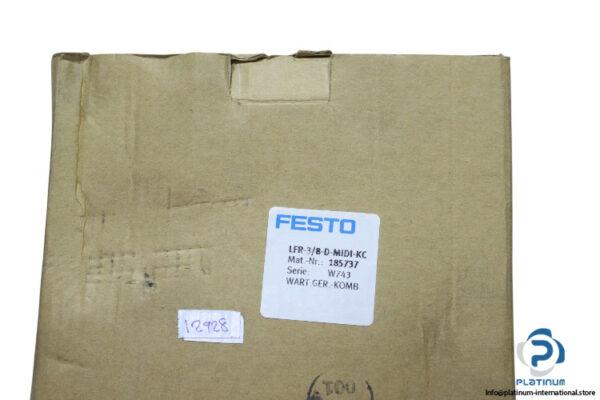 FESTO
LFR-3/8-D-MIDI-KC
Mat.-Nr.: 185737
Serie: W743
WART.GER.-KOMB
12928
PLATINUM
Info@platinum-international.store